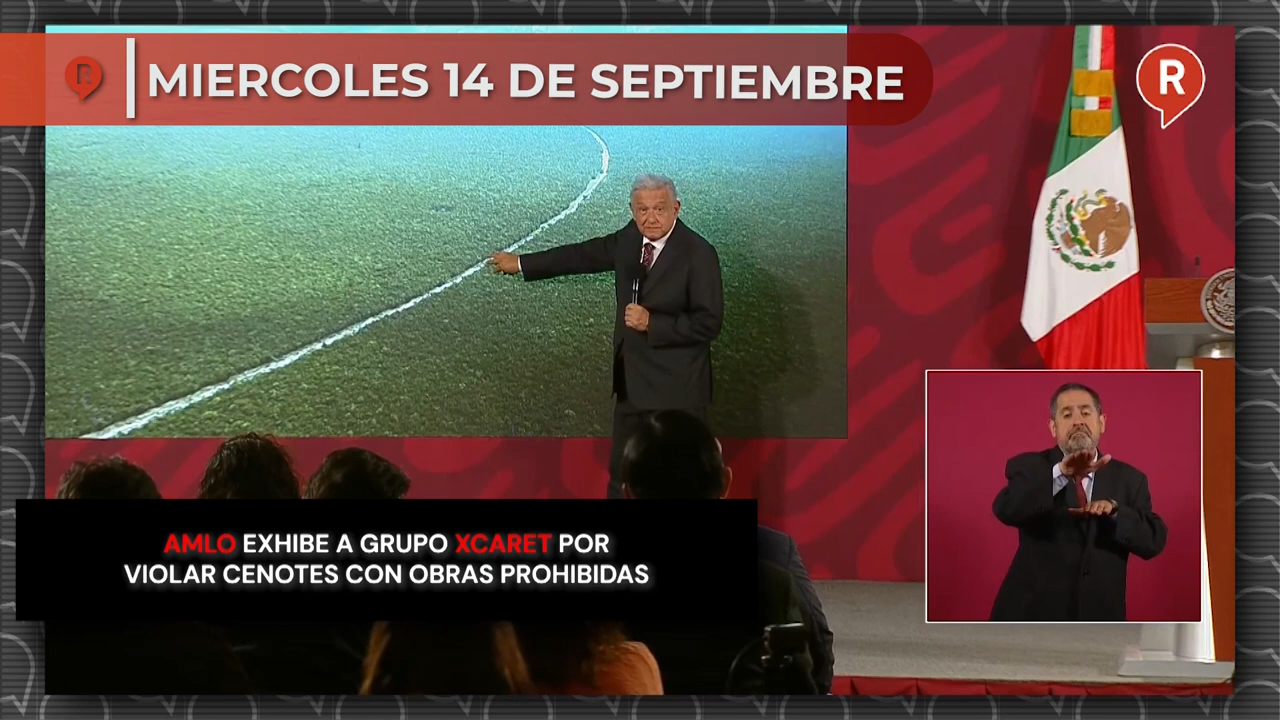 R
MIERCOLES 14 DE SEPTIEMBRE
R
AMLO EXHIBE A GRUPO XCARET POR
VIOLAR CENOTES CON OBRAS PROHIBIDAS